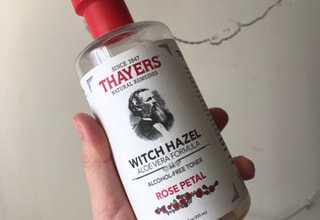 SINCE 1847
THAYERS
NATURAL REMEDIES
WITCH HAZEL
ALOE VERA FORMULA
ALCOHOL-FREE TONER
ROSE PETAL